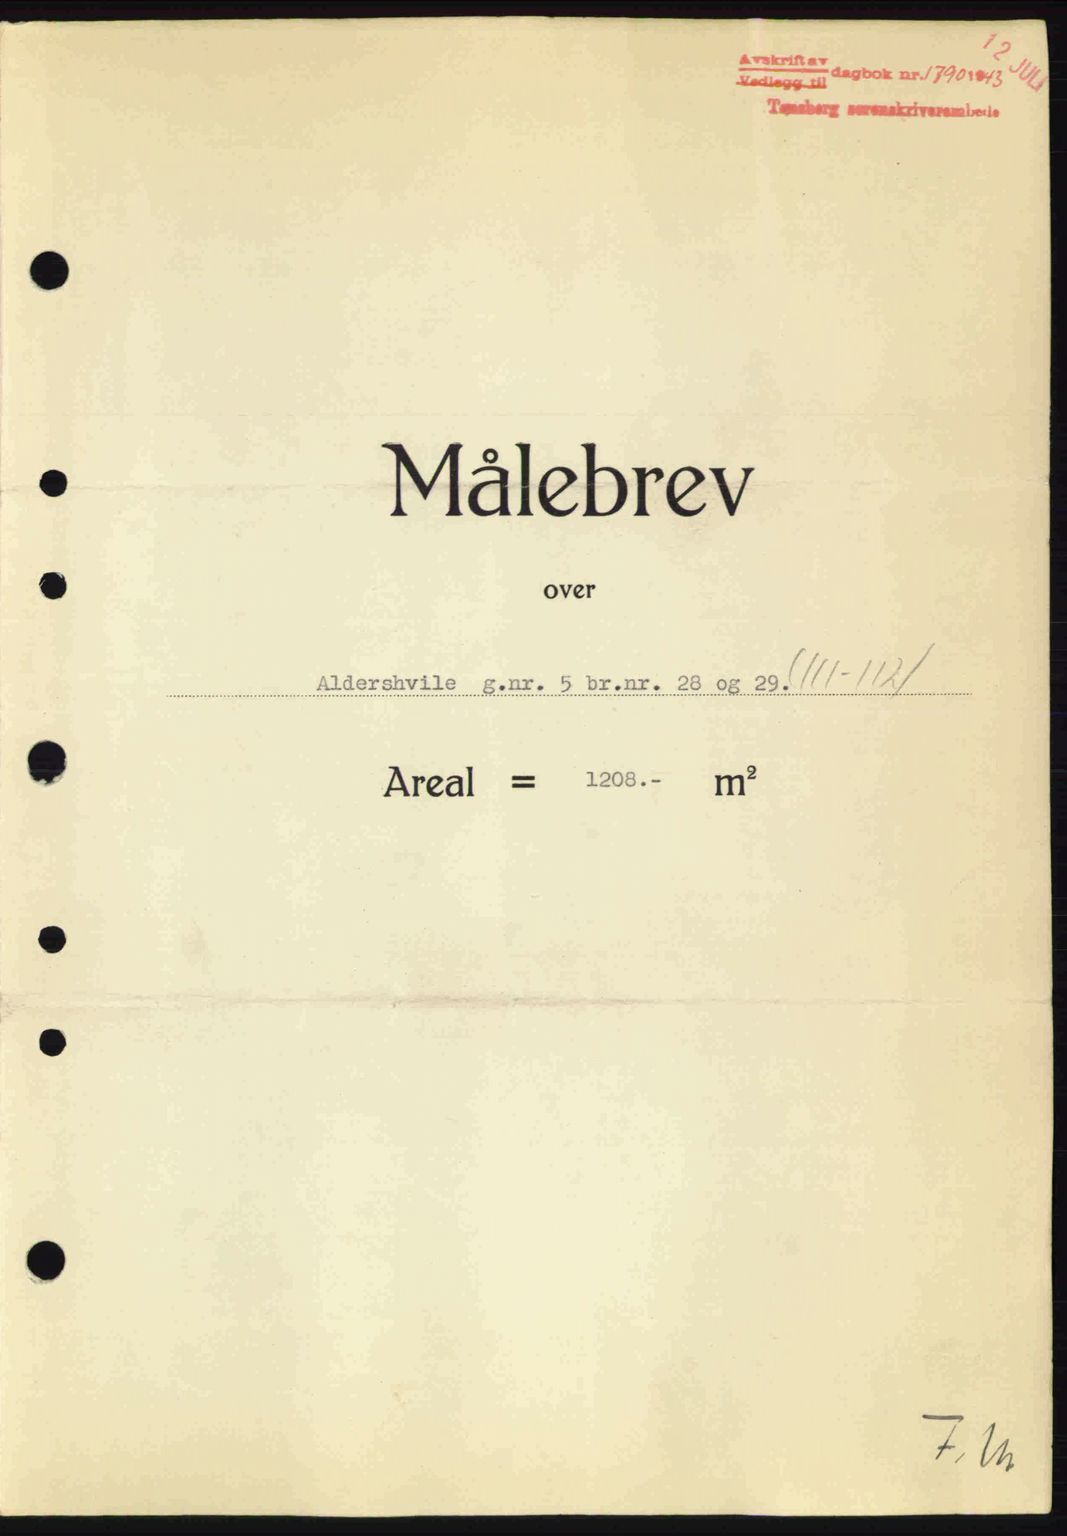 12 JULI
Avskrift av
Vedlegg til
dagbok nr. 1790 1943
Tønsberg sorenskriverembede
Målebrev
over
Aldershvile g.nr. 5 br.nr. 28 og 29. (111-112)
Areal = 1208.- m²